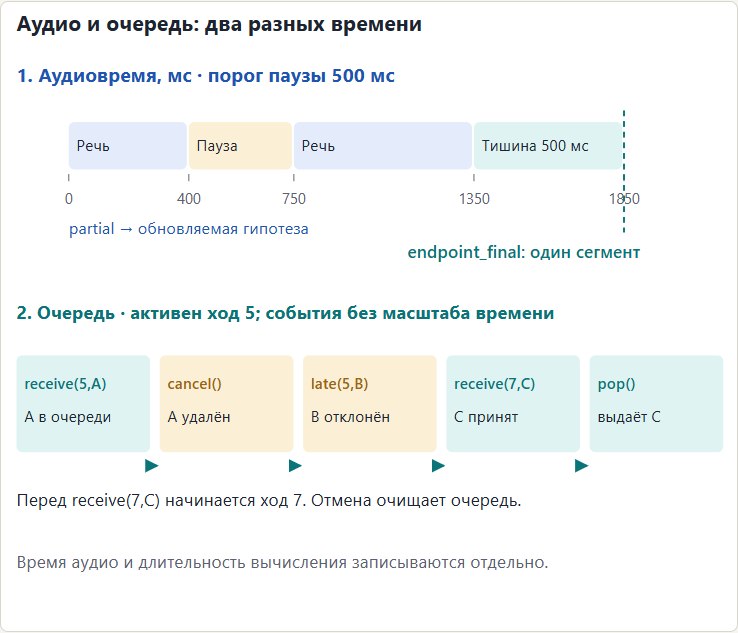 Аудио и очередь: два разных времени
1. Аудиовремя, мс · порог паузы 500 мс
Речь
Пауза
Речь
Тишина 500 мс
0
400
750
1350
1850
partial → обновляемая гипотеза
endpoint_final: один сегмент
2. Очередь · активен ход 5; события без масштаба времени
receive(5,A)
А в очереди
cancel()
А удалён
late(5,B)
В отклонён
receive(7,C)
С принят
pop()
выдаёт С
Перед receive(7,C) начинается ход 7. Отмена очищает очередь.
Время аудио и длительность вычисления записываются отдельно.